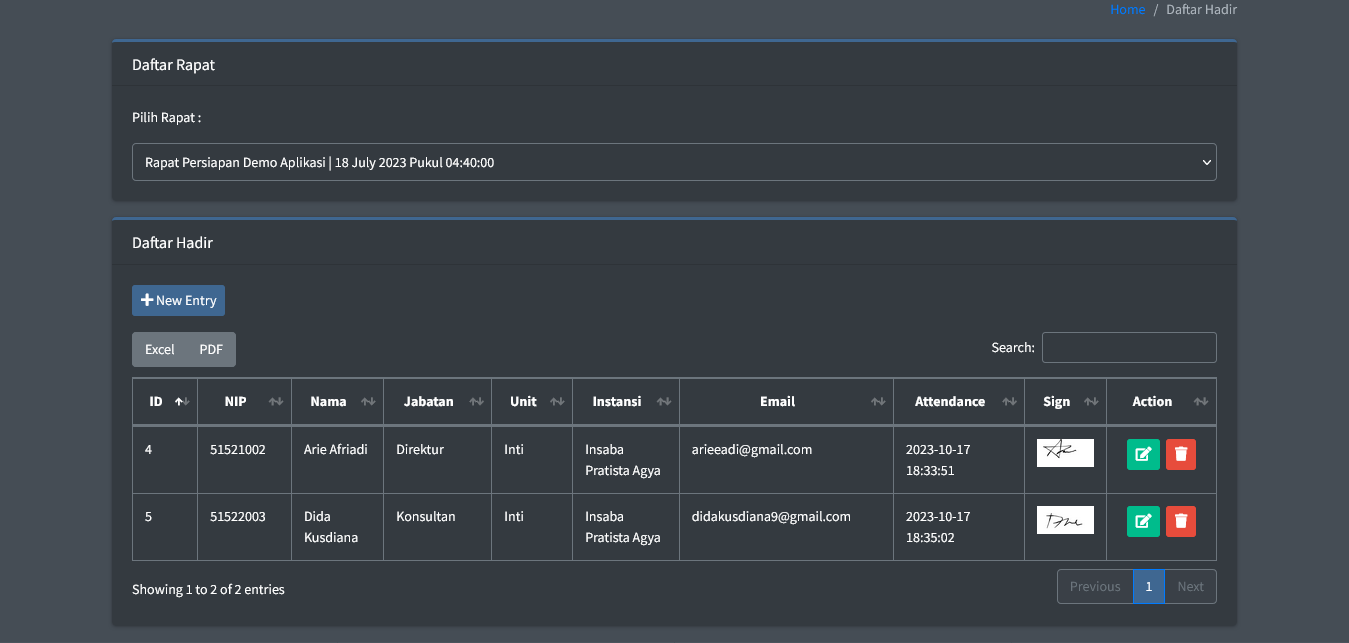 Home / Daftar Hadir
Daftar Rapat
Pilih Rapat :
Rapat Persiapan Demo Aplikasi | 18 July 2023 Pukul 04:40:00
Daftar Hadir
New Entry
Excel PDF
Search:
ID NIP Nama Jabatan Unit Instansi Email Attendance Sign Action
4 51521002 Arie Afriadi Direktur Inti Insaba arieeadi@gmail.com 2023-10-17
Pratista Agya 18:33:51
5 51522003 Dida Konsultan Inti Insaba didakusdiana9@gmail.com 2023-10-17
Kusdiana Pratista Agya 18:35:02
Showing 1 to 2 of 2 entries
Previous 1 Next